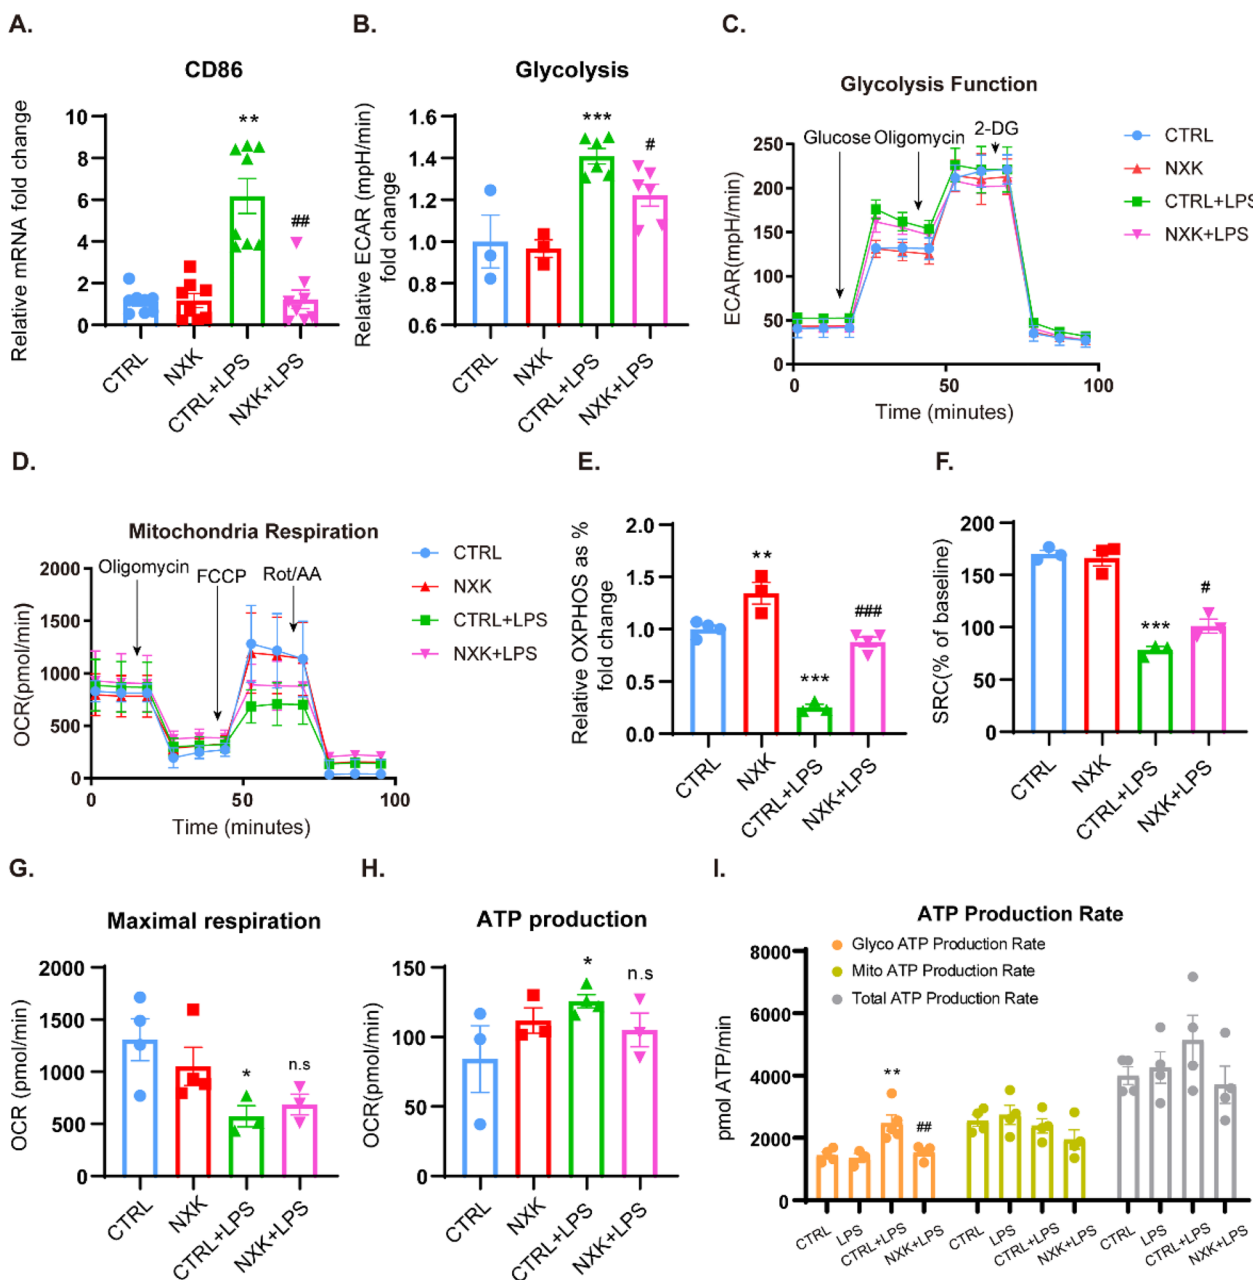 A.
CD86
Relative mRNA fold change
10
8
6
4
2
0
**
##
CTRL
NXK
CTRL+LPS
NXK+LPS
B.
Glycolysis
Relative ECAR (mpH/min)
fold change
1.6
1.4
1.2
1.0
0.8
0.6
***
#
CTRL
NXK
CTRL+LPS
NXK+LPS
C.
Glycolysis Function
ECAR(mpH/min)
250
200
150
100
50
0
Glucose
Oligomycin
2-DG
0
50
100
Time (minutes)
CTRL
NXK
CTRL+LPS
NXK+LPS
D.
Mitochondria Respiration
OCR(pmol/min)
2000
1500
1000
500
0
Oligomycin
FCCP
Rot/AA
0
50
100
Time (minutes)
CTRL
NXK
CTRL+LPS
NXK+LPS
E.
Relative OXPHOS as %
fold change
2.0
1.5
1.0
0.5
0.0
**
***
###
CTRL
NXK
CTRL+LPS
NXK+LPS
F.
SRC(% of baseline)
200
150
100
50
0
***
#
CTRL
NXK
CTRL+LPS
NXK+LPS
G.
Maximal respiration
OCR (pmol/min)
2000
1500
1000
500
0
*
n.s
CTRL
NXK
CTRL+LPS
NXK+LPS
H.
ATP production
OCR(pmol/min)
150
100
50
0
*
n.s
CTRL
NXK
CTRL+LPS
NXK+LPS
I.
ATP Production Rate
pmol ATP/min
8000
6000
4000
2000
0
Glyco ATP Production Rate
Mito ATP Production Rate
Total ATP Production Rate
**
##
CTRL
LPS
CTRL+LPS
NXK+LPS
CTRL
LPS
CTRL+LPS
NXK+LPS
CTRL
LPS
CTRL+LPS
NXK+LPS